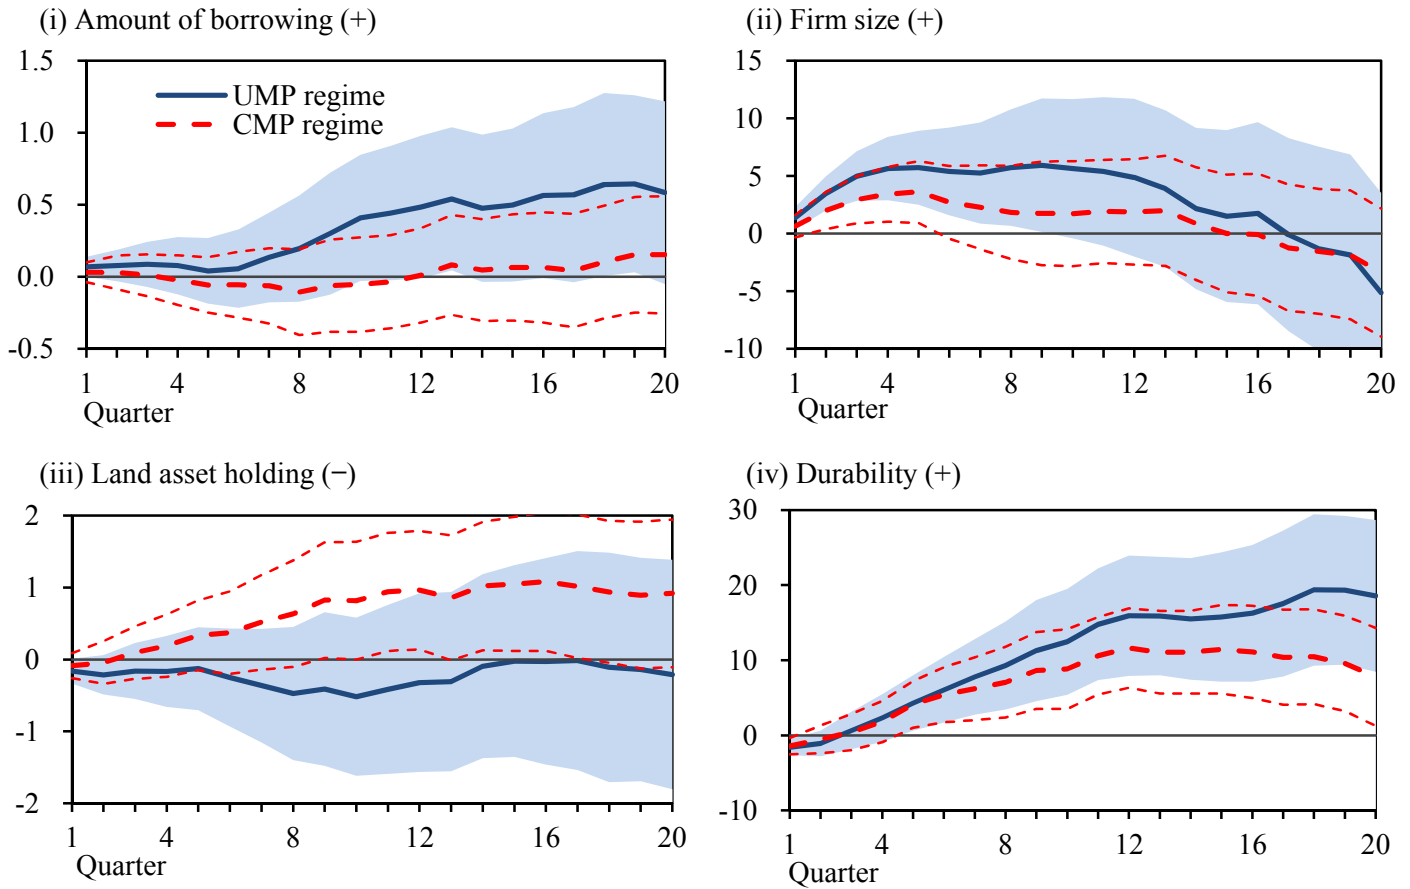 (i) Amount of borrowing (+)
1.5
1.0
0.5
0.0
-0.5
UMP regime
CMP regime
1 4 8 12 16 20
Quarter
(ii) Firm size (+)
15
10
5
0
-5
-10
1 4 8 12 16 20
Quarter
(iii) Land asset holding (−)
2
1
0
-1
-2
1 4 8 12 16 20
Quarter
(iv) Durability (+)
30
20
10
0
-10
1 4 8 12 16 20
Quarter